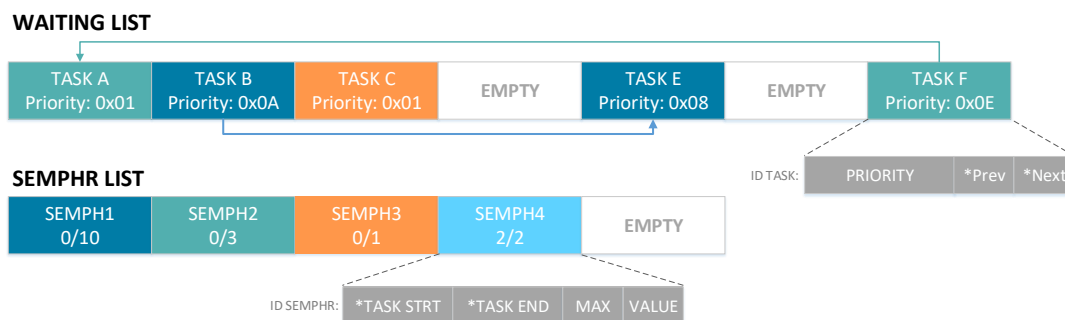 WAITING LIST
TASK A
Priority: 0x01
TASK B
Priority: 0x0A
TASK C
Priority: 0x01
EMPTY
TASK E
Priority: 0x08
EMPTY
TASK F
Priority: 0x0E
ID TASK:
PRIORITY
*Prev
*Next
SEMPHR LIST
SEMPH1
0/10
SEMPH2
0/3
SEMPH3
0/1
SEMPH4
2/2
EMPTY
ID SEMPHR:
*TASK STRT
*TASK END
MAX
VALUE